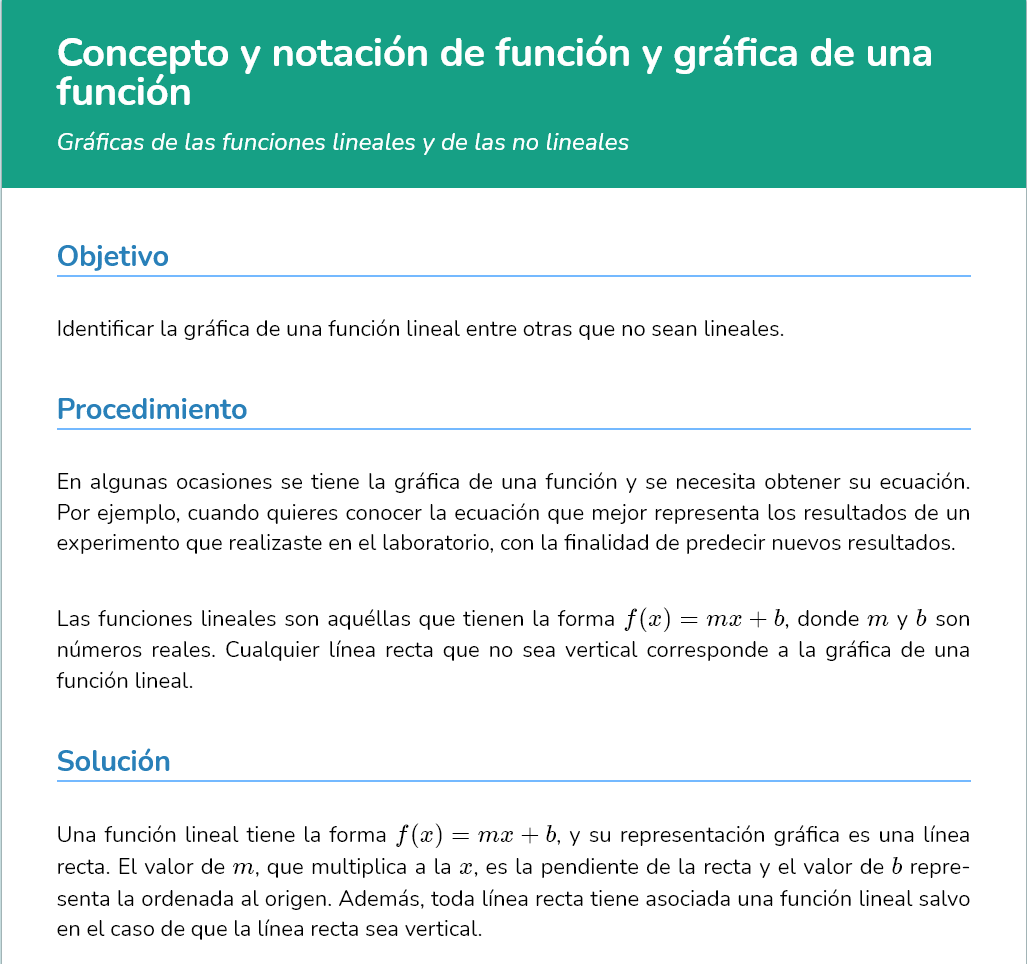 Concepto y notación de función y gráfica de una
función
Gráficas de las funciones lineales y de las no lineales
Objetivo
Identificar la gráfica de una función lineal entre otras que no sean lineales.
Procedimiento
En algunas ocasiones se tiene la gráfica de una función y se necesita obtener su ecuación.
Por ejemplo, cuando quieres conocer la ecuación que mejor representa los resultados de un
experimento que realizaste en el laboratorio, con la finalidad de predecir nuevos resultados.
Las funciones lineales son aquéllas que tienen la forma f(x) = mx + b, donde m y b son
números reales. Cualquier línea recta que no sea vertical corresponde a la gráfica de una
función lineal.
Solución
Una función lineal tiene la forma f(x) = mx + b, y su representación gráfica es una línea
recta. El valor de m, que multiplica a la x, es la pendiente de la recta y el valor de b repre-
senta la ordenada al origen. Además, toda línea recta tiene asociada una función lineal salvo
en el caso de que la línea recta sea vertical.